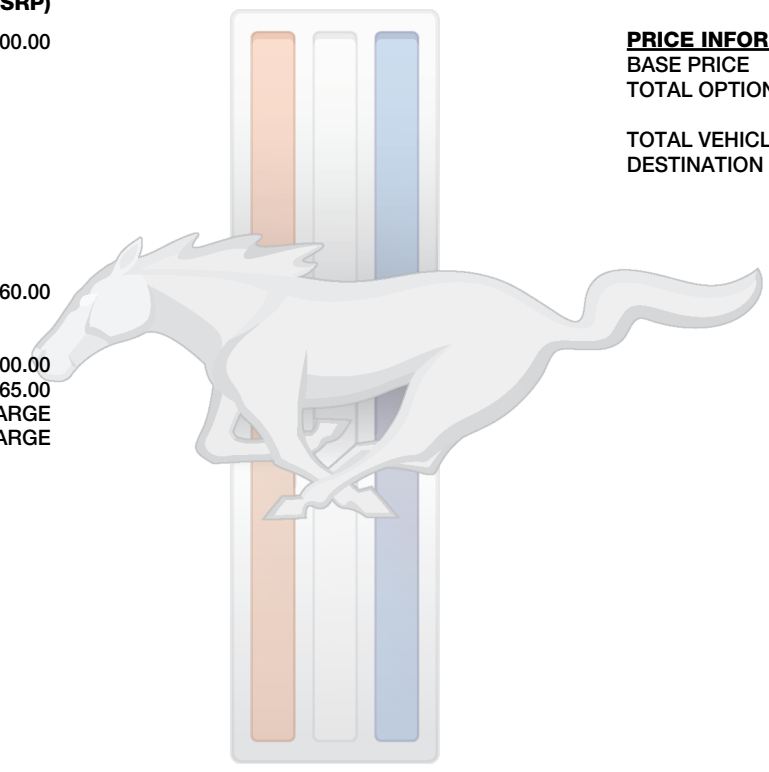 SRP)
00.00
60.00
00.00
65.00
ARGE
ARGE
PRICE INFOR
BASE PRICE
TOTAL OPTION
TOTAL VEHICL
DESTINATION